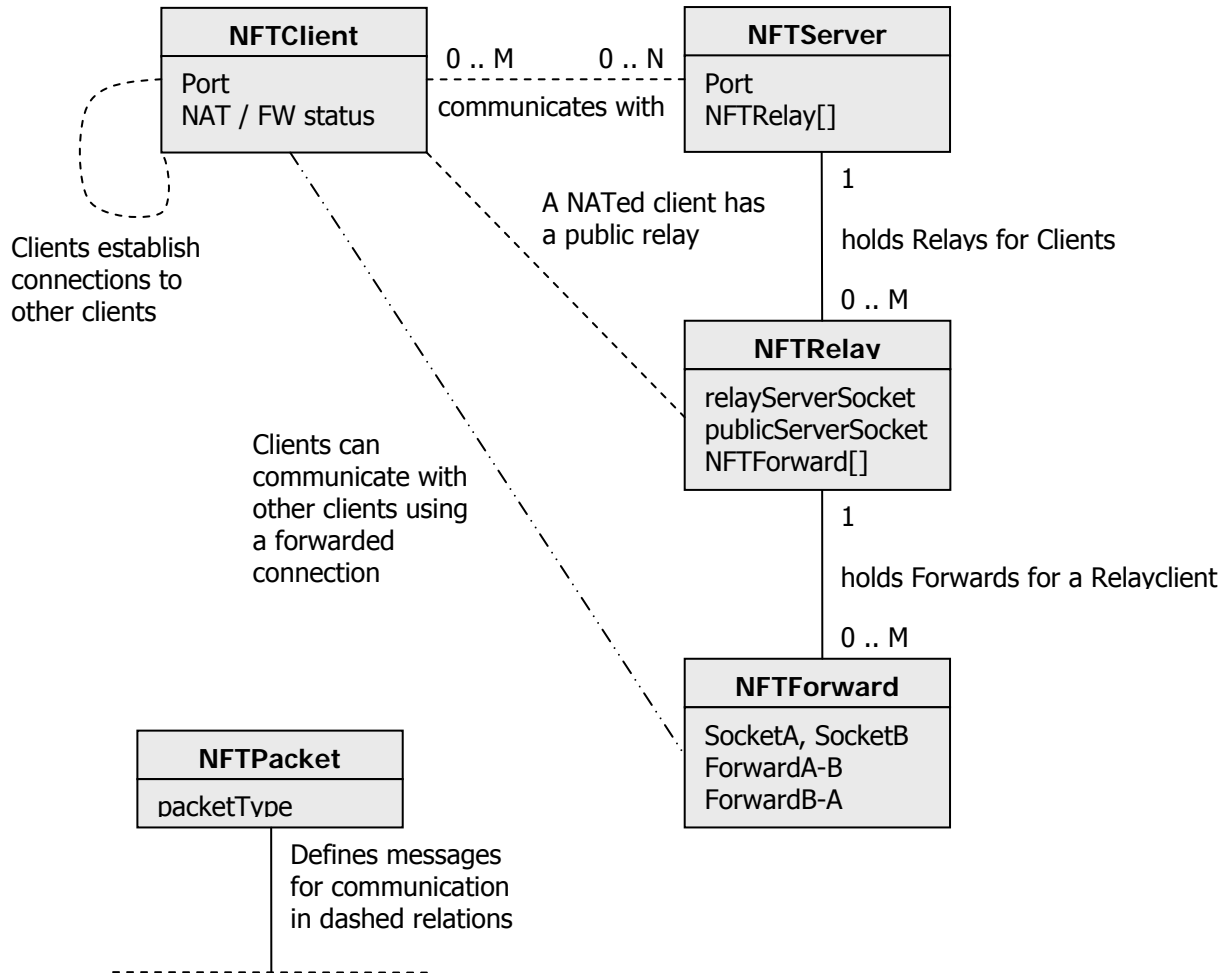 NFTClient
Port
NAT / FW status
0 .. M
0 .. N
communicates with
NFTServer
Port
NFTRelay[]
1
holds Relays for Clients
0 .. M
A NATed client has
a public relay
Clients establish
connections to
other clients
NFTRelay
relayServerSocket
publicServerSocket
NFTForward[]
Clients can
communicate with
other clients using
a forwarded
connection
1
holds Forwards for a Relayclient
0 .. M
NFTForward
SocketA, SocketB
ForwardA-B
ForwardB-A
NFTPacket
packetType
Defines messages
for communication
in dashed relations